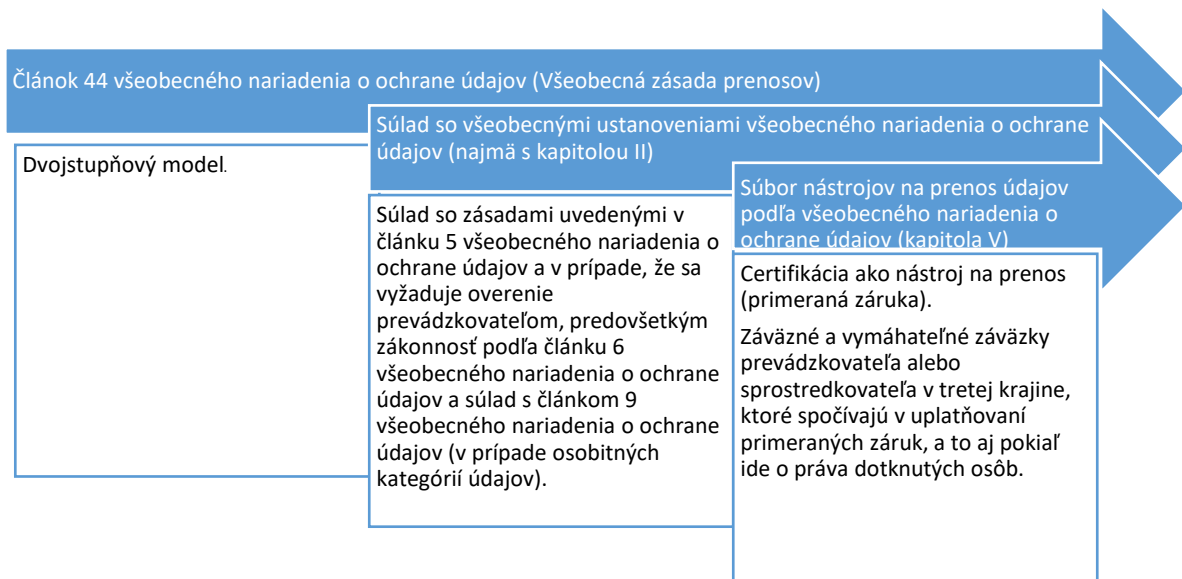 Článok 44 všeobecného nariadenia o ochrane údajov (Všeobecná zásada prenosov)
Dvojstupňový model.
Súlad so všeobecnými ustanoveniami všeobecného nariadenia o ochrane
údajov (najmä s kapitolou II)
Súlad so zásadami uvedenými v
článku 5 všeobecného nariadenia o
ochrane údajov a v prípade, že sa
vyžaduje overenie
prevádzkovateľom, predovšetkým
zákonnosť podľa článku 6
všeobecného nariadenia o ochrane
údajov a súlad s článkom 9
všeobecného nariadenia o ochrane
údajov (v prípade osobitných
kategórií údajov).
Súbor nástrojov na prenos údajov
podľa všeobecného nariadenia o
ochrane údajov (kapitola V)
Certifikácia ako nástroj na prenos
(primeraná záruka).
Záväzné a vymáhateľné záväzky
prevádzkovateľa alebo
sprostredkovateľa v tretej krajine,
ktoré spočívajú v uplatňovaní
primeraných záruk, a to aj pokiaľ
ide o práva dotknutých osôb.